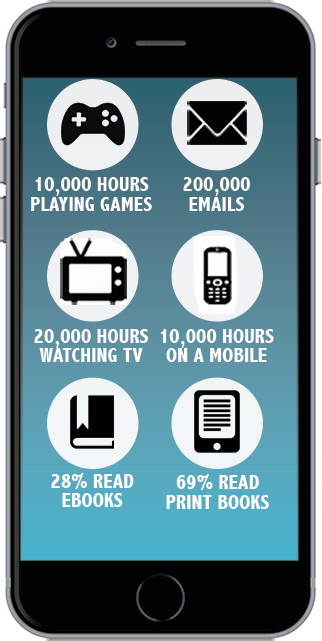 10,000 HOURS
PLAYING GAMES
200,000
EMAILS
20,000 HOURS
WATCHING TV
10,000 HOURS
ON A MOBILE
28% READ
EBOOKS
69% READ
PRINT BOOKS